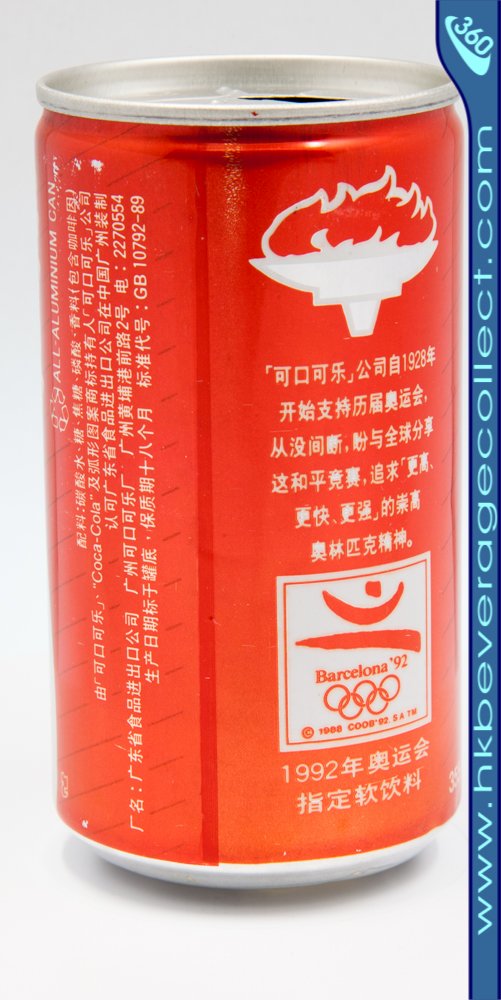 ALL-ALUMINIUM CAN
配料:碳酸水、糖、焦糖、磷酸、香料(包含咖啡因)
由「可口可乐」、"Coca-Cola"及弧形图案商标持有人「可口可乐」公司
认可广东省食品进出口公司在中国广州装制
厂名:广东省食品进出口公司 广州可口可乐厂 广州黄埔港前路2号 电:2270554
生产日期标于罐底,保质期十八个月 标准代号:GB 10792-89
「可口可乐」公司自1928年
开始支持历届奥运会,
从没间断,盼与全球分享
这和平竞赛,追求「更高、
更快、更强」的崇高
奥林匹克精神。
Barcelona '92
© 1988 COOB'92, S.A TM
1992年奥运会
指定软饮料
360
www.hkbeveragecollect.com